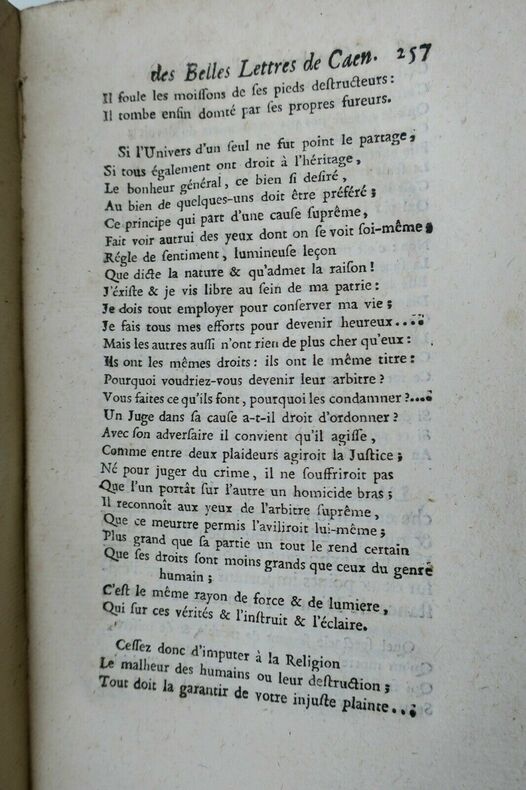 des Belles Lettres de Caen. 257
Il foule les moiſſons de ſes pieds deſtructeurs :
Il tombe enfin domté par ſes propres fureurs.
Si l'Univers d'un ſeul ne fut point le partage ;
Si tous également ont droit à l'héritage,
Le bonheur général, ce bien ſi deſiré,
Au bien de quelques-uns doit être préféré ;
Ce principe qui part d'une cauſe ſuprême,
Fait voir autrui des yeux dont on ſe voit ſoi-même ;
Régle de ſentiment, lumineuſe leçon
Que dicte la nature & qu'admet la raiſon !
J'éxiſte & je vis libre au ſein de ma patrie :
Je dois tout employer pour conſerver ma vie ;
Je fais tous mes efforts pour devenir heureux....
Mais les autres auſſi n'ont rien de plus cher qu'eux :
Ils ont les mêmes droits : ils ont le même titre :
Pourquoi voudriez-vous devenir leur arbitre ?
Vous faites ce qu'ils font, pourquoi les condamner ?....
Un Juge dans ſa cauſe a-t-il droit d'ordonner ?
Avec ſon adverſaire il convient qu'il agiſſe,
Comme entre deux plaideurs agiroit la Juſtice ;
Né pour juger du crime, il ne ſouffriroit pas
Que l'un portât ſur l'autre un homicide bras ;
Il reconnoît aux yeux de l'arbitre ſuprême,
Que ce meurtre permis l'aviliroit lui-même ;
Plus grand que ſa partie un tout le rend certain
Que ſes droits ſont moins grands que ceux du genre
humain ;
C'eſt le même rayon de force & de lumiere,
Qui ſur ces vérités & l'inſtruit & l'éclaire.
Ceſſez donc d'imputer à la Religion
Le malheur des humains ou leur deſtruction ;
Tout doit la garantir de votre injuſte plainte...